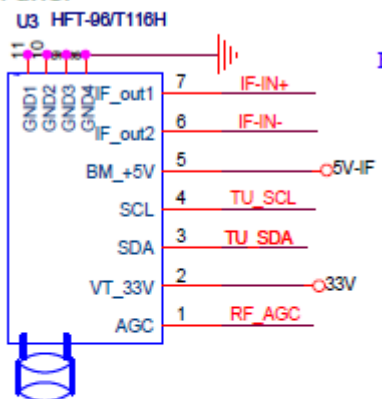 U3 HFT-96/T116H
11 10
GND1 GND2 GND3 GND4
IF_out1 7 IF-IN+
IF_out2 6 IF-IN-
BM_+5V 5 5V-IF
SCL 4 TU_SCL
SDA 3 TU_SDA
VT_33V 2 33V
AGC 1 RF_AGC